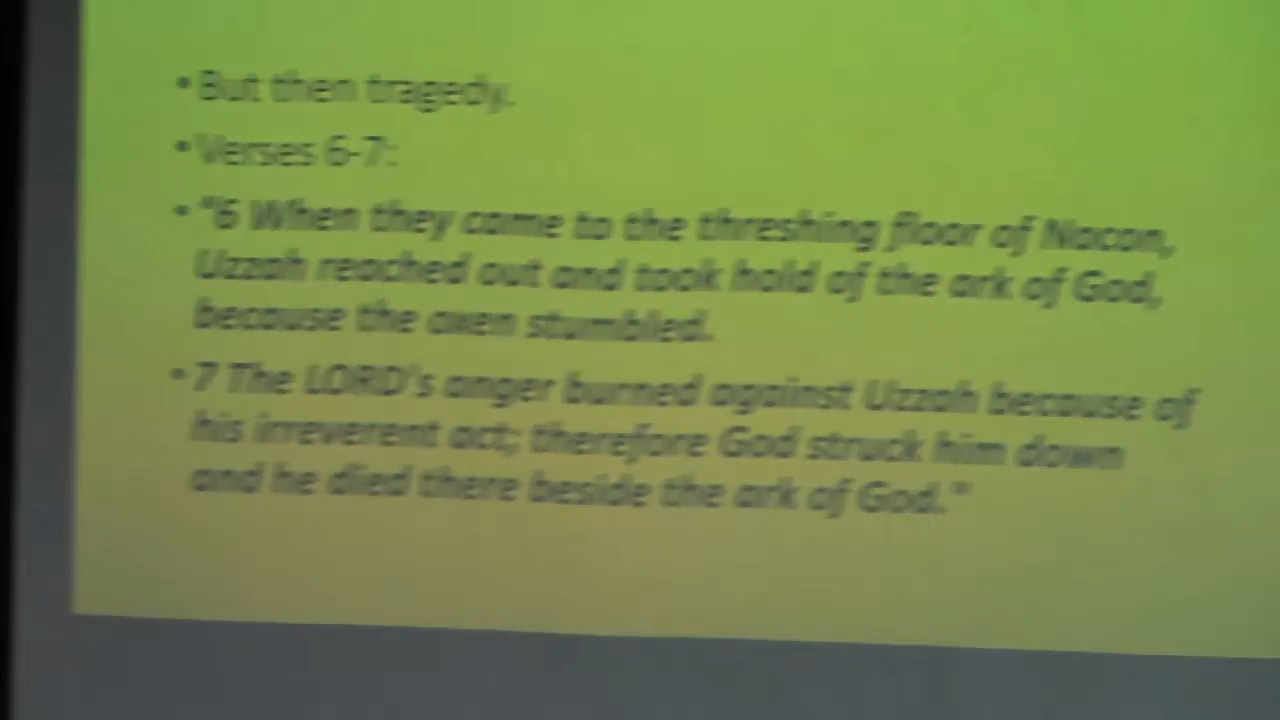 • But then tragedy.
• Verses 6-7:
• "6 When they came to the threshing floor of Nacon,
Uzzah reached out and took hold of the ark of God,
because the oxen stumbled.
• 7 The LORD's anger burned against Uzzah because of
his irreverent act; therefore God struck him down
and he died there beside the ark of God."